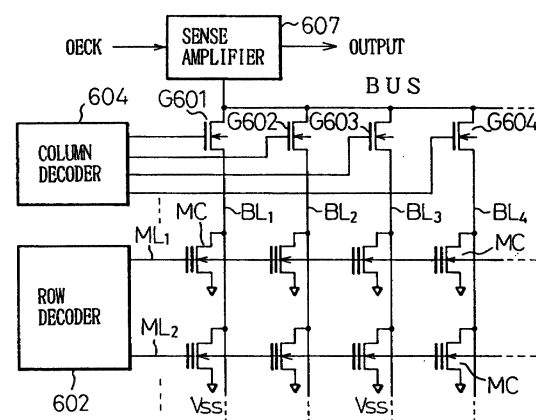 607
SENSE
AMPLIFIER
OECK
OUTPUT
604
BUS
G601
G602
G603
G604
COLUMN
DECODER
MC
BL1
BL2
BL3
BL4
ML1
MC
ROW
DECODER
ML2
MC
602
VSS
VSS